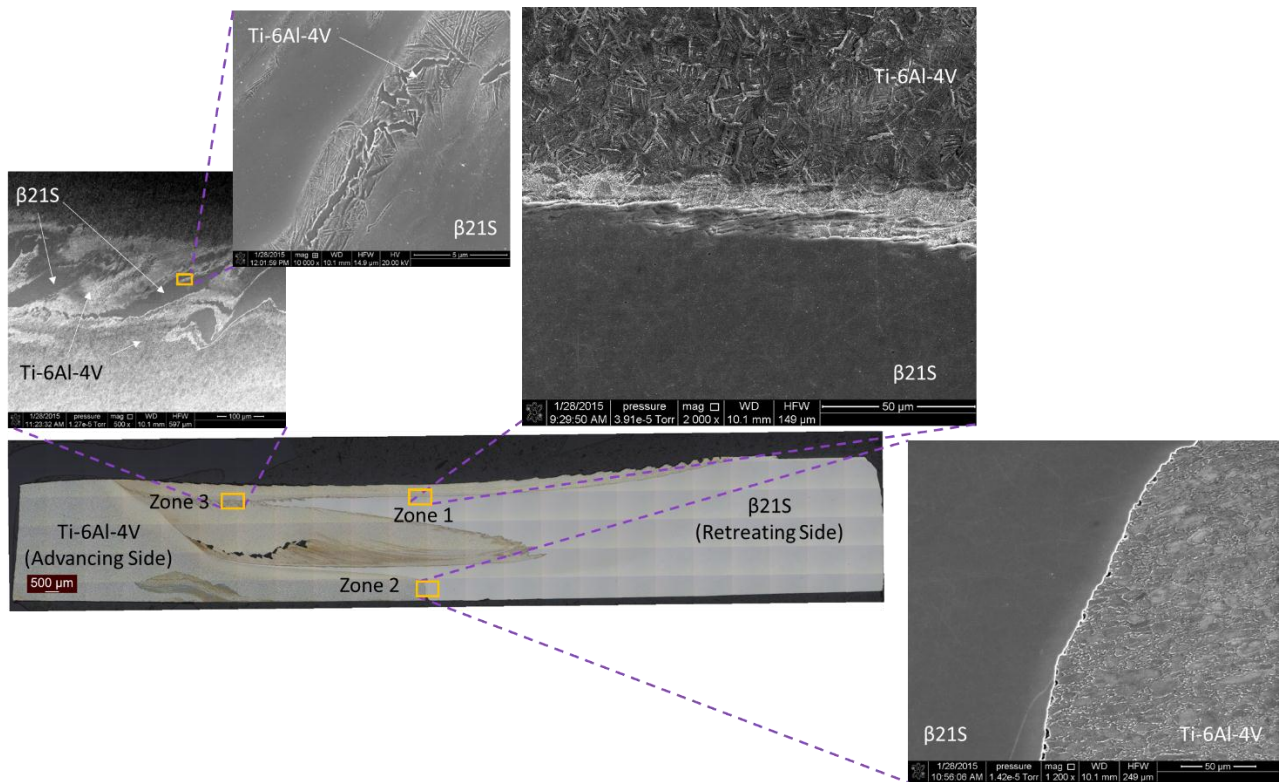 Ti-6Al-4V
β21S
1/28/2015 mag WD HFW HV
12:01:59 PM 10 000 x 10.1 mm 14.9 µm 20.00 kV
5 µm
Ti-6Al-4V
β21S
1/28/2015 pressure mag WD HFW
9:29:50 AM 3.91e-5 Torr 2 000 x 10.1 mm 149 µm
50 µm
β21S
Ti-6Al-4V
1/28/2015 pressure mag WD HFW
11:23:32 AM 1.27e-5 Torr 500 x 10.1 mm 597 µm
100 µm
Zone 3
Zone 1
Ti-6Al-4V
(Advancing Side)
β21S
(Retreating Side)
500 µm
Zone 2
β21S
Ti-6Al-4V
1/28/2015 pressure mag WD HFW
10:56:06 AM 1.42e-5 Torr 1 200 x 10.1 mm 249 µm
50 µm